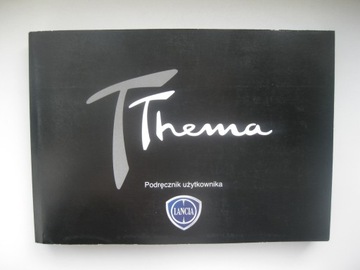 T Thema
Podręcznik użytkownika
LANCIA